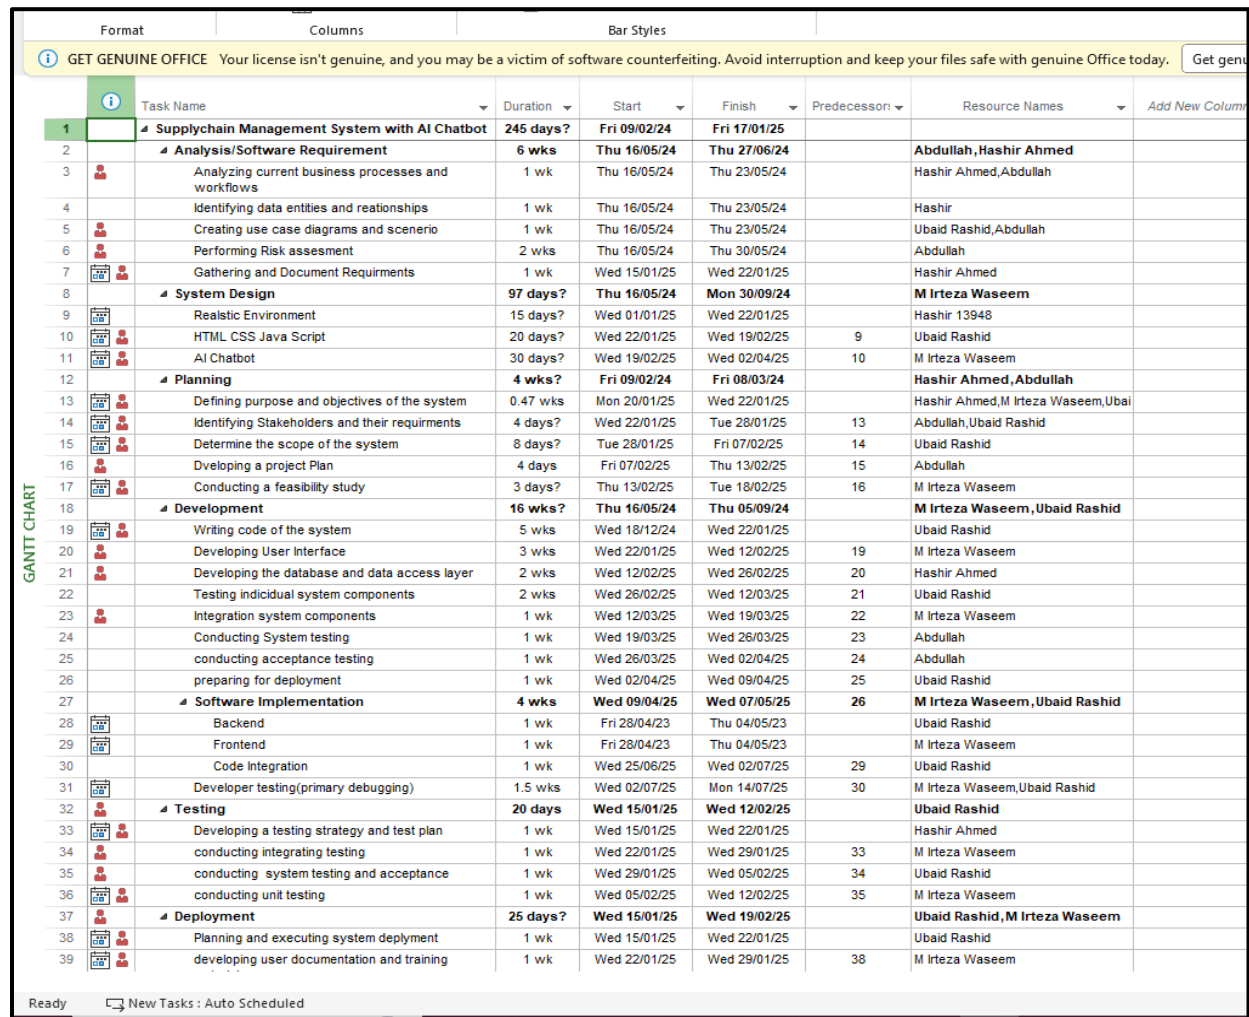 Format Columns Bar Styles
GET GENUINE OFFICE Your license isn't genuine, and you may be a victim of software counterfeiting. Avoid interruption and keep your files safe with genuine Office today. Get genu
Task Name Duration Start Finish Predecessors Resource Names Add New Column
1 Supplychain Management System with AI Chatbot 245 days? Fri 09/02/24 Fri 17/01/25
2 Analysis/Software Requirement 6 wks Thu 16/05/24 Thu 27/06/24 Abdullah,Hashir Ahmed
3 Analyzing current business processes and 1 wk Thu 16/05/24 Thu 23/05/24 Hashir Ahmed,Abdullah
workflows
4 Identifying data entities and reationships 1 wk Thu 16/05/24 Thu 23/05/24 Hashir
5 Creating use case diagrams and scenerio 1 wk Thu 16/05/24 Thu 23/05/24 Ubaid Rashid,Abdullah
6 Performing Risk assesment 2 wks Thu 16/05/24 Thu 30/05/24 Abdullah
7 Gathering and Document Requirments 1 wk Wed 15/01/25 Wed 22/01/25 Hashir Ahmed
8 System Design 97 days? Thu 16/05/24 Mon 30/09/24 M Irteza Waseem
9 Realstic Environment 15 days? Wed 01/01/25 Wed 22/01/25 Hashir 13948
10 HTML CSS Java Script 20 days? Wed 22/01/25 Wed 19/02/25 9 Ubaid Rashid
11 AI Chatbot 30 days? Wed 19/02/25 Wed 02/04/25 10 M Irteza Waseem
12 Planning 4 wks? Fri 09/02/24 Fri 08/03/24 Hashir Ahmed,Abdullah
13 Defining purpose and objectives of the system 0.47 wks Mon 20/01/25 Wed 22/01/25 Hashir Ahmed,M Irteza Waseem,Ubai
14 Identifying Stakeholders and their requirments 4 days? Wed 22/01/25 Tue 28/01/25 13 Abdullah,Ubaid Rashid
15 Determine the scope of the system 8 days? Tue 28/01/25 Fri 07/02/25 14 Ubaid Rashid
16 Dveloping a project Plan 4 days Fri 07/02/25 Thu 13/02/25 15 Abdullah
17 Conducting a feasibility study 3 days? Thu 13/02/25 Tue 18/02/25 16 M Irteza Waseem
18 Development 16 wks? Thu 16/05/24 Thu 05/09/24 M Irteza Waseem,Ubaid Rashid
19 Writing code of the system 5 wks Wed 18/12/24 Wed 22/01/25 Ubaid Rashid
20 Developing User Interface 3 wks Wed 22/01/25 Wed 12/02/25 19 M Irteza Waseem
21 Developing the database and data access layer 2 wks Wed 12/02/25 Wed 26/02/25 20 Hashir Ahmed
22 Testing indicidual system components 2 wks Wed 26/02/25 Wed 12/03/25 21 Ubaid Rashid
23 Integration system components 1 wk Wed 12/03/25 Wed 19/03/25 22 M Irteza Waseem
24 Conducting System testing 1 wk Wed 19/03/25 Wed 26/03/25 23 Abdullah
25 conducting acceptance testing 1 wk Wed 26/03/25 Wed 02/04/25 24 Abdullah
26 preparing for deployment 1 wk Wed 02/04/25 Wed 09/04/25 25 Ubaid Rashid
27 Software Implementation 4 wks Wed 09/04/25 Wed 07/05/25 26 M Irteza Waseem,Ubaid Rashid
28 Backend 1 wk Fri 28/04/23 Thu 04/05/23 Ubaid Rashid
29 Frontend 1 wk Fri 28/04/23 Thu 04/05/23 M Irteza Waseem
30 Code Integration 1 wk Wed 25/06/25 Wed 02/07/25 29 Ubaid Rashid
31 Developer testing(primary debugging) 1.5 wks Wed 02/07/25 Mon 14/07/25 30 M Irteza Waseem,Ubaid Rashid
32 Testing 20 days Wed 15/01/25 Wed 12/02/25 Ubaid Rashid
33 Developing a testing strategy and test plan 1 wk Wed 15/01/25 Wed 22/01/25 Hashir Ahmed
34 conducting integrating testing 1 wk Wed 22/01/25 Wed 29/01/25 33 M Irteza Waseem
35 conducting system testing and acceptance 1 wk Wed 29/01/25 Wed 05/02/25 34 Ubaid Rashid
36 conducting unit testing 1 wk Wed 05/02/25 Wed 12/02/25 35 M Irteza Waseem
37 Deployment 25 days? Wed 15/01/25 Wed 19/02/25 Ubaid Rashid,M Irteza Waseem
38 Planning and executing system deplyment 1 wk Wed 15/01/25 Wed 22/01/25 Ubaid Rashid
39 developing user documentation and training 1 wk Wed 22/01/25 Wed 29/01/25 38 M Irteza Waseem
GANTT CHART
Ready New Tasks : Auto Scheduled